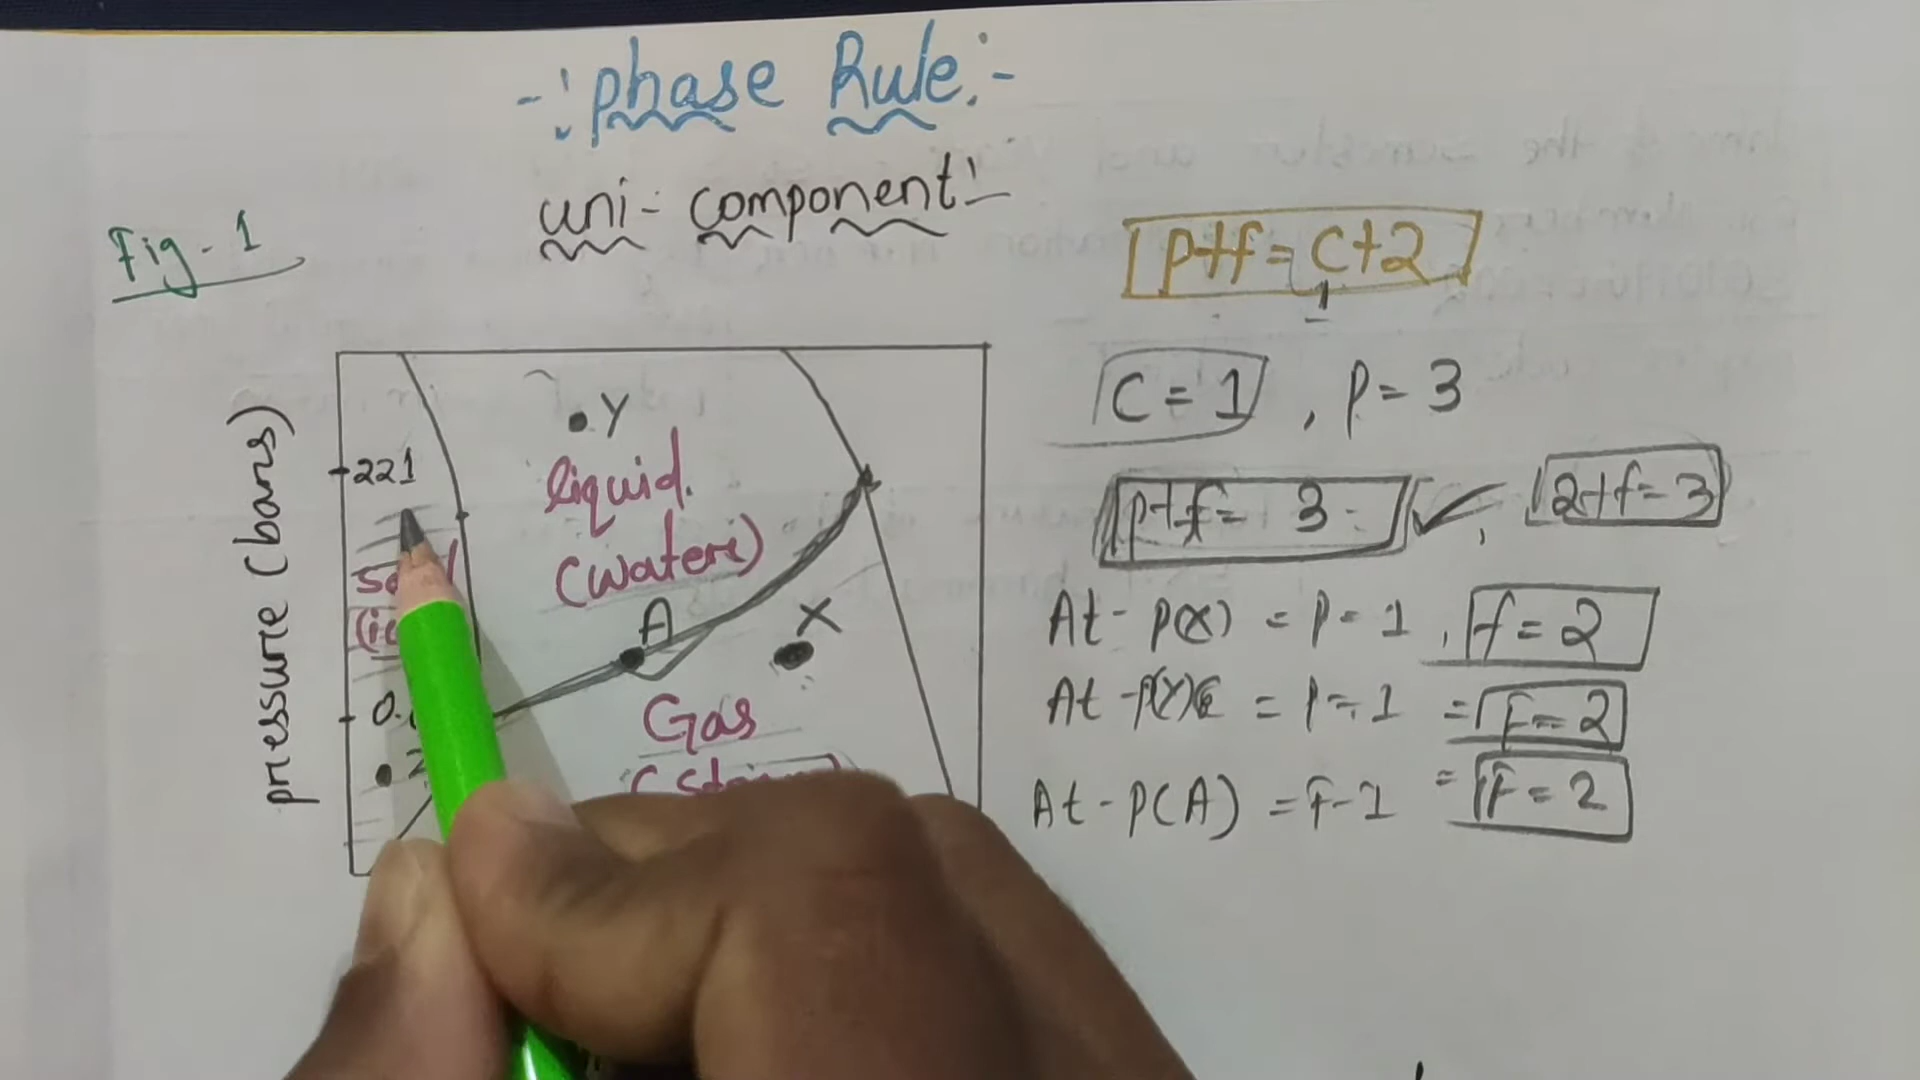 -: phase Rule:-
uni- component:-
Fig-1
p+f= C+2
1
C=1 , p=3
p+f= 3
2+f=3
pressure (bars)
221
Y
liquid.
(water)
A
X
Gas
At- p(X) = p=1 , f=2
At -p(Y) = p=1 = F=2
At-p(A) = F-1 = F=2